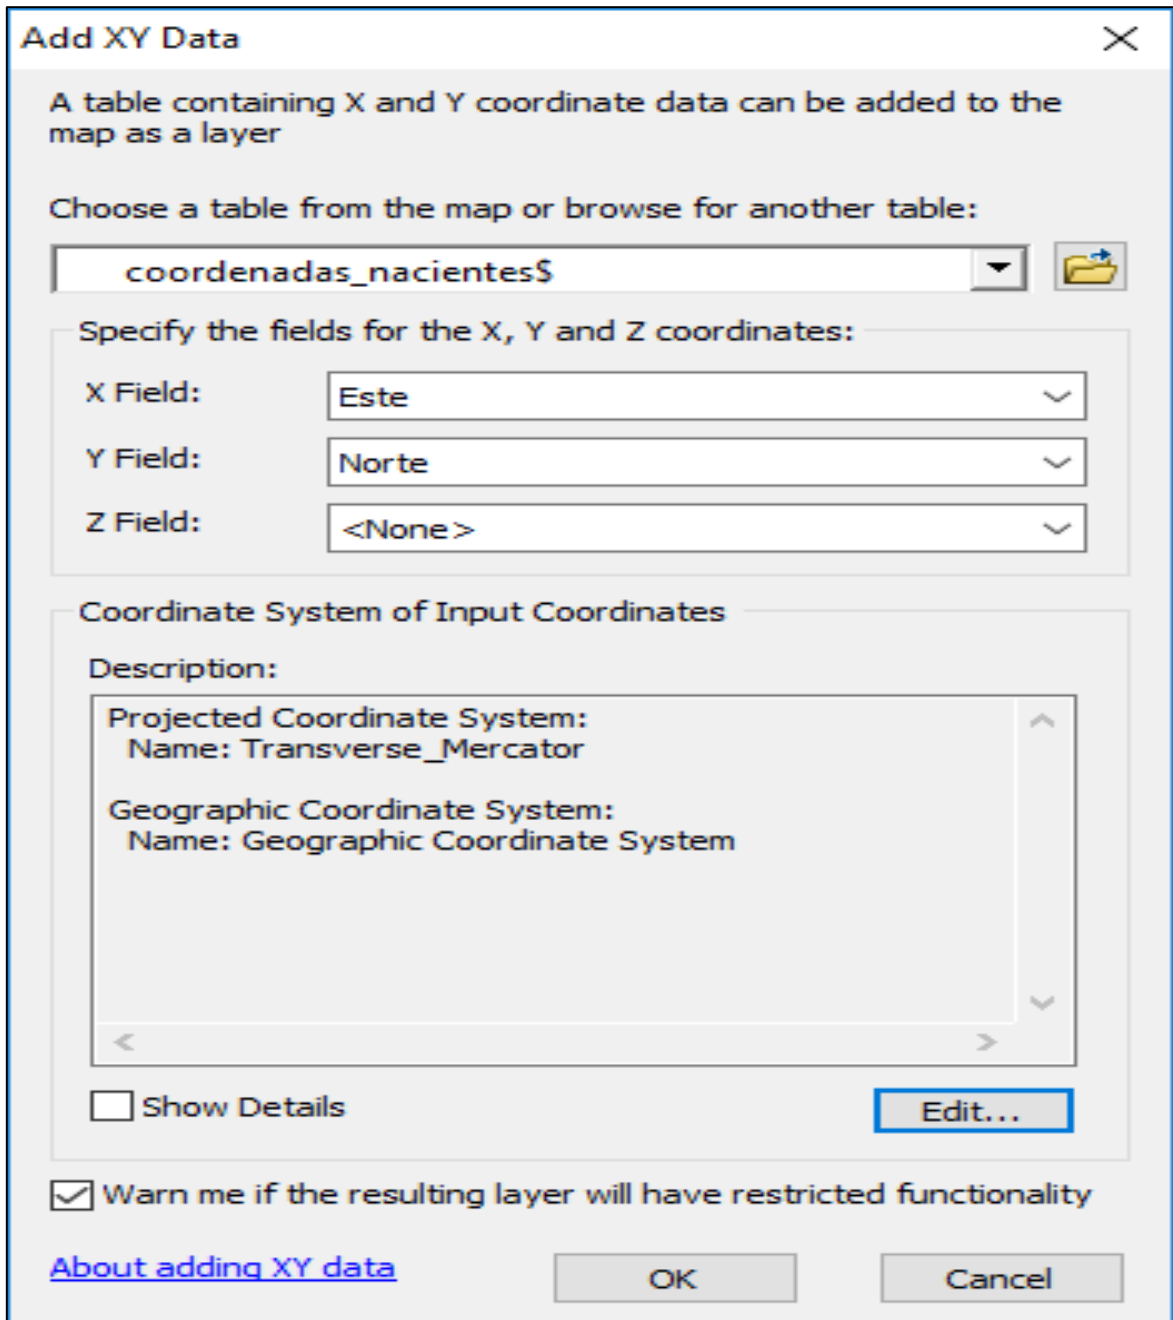 Add XY Data
A table containing X and Y coordinate data can be added to the
map as a layer
Choose a table from the map or browse for another table:
coordenadas_nacientes$
Specify the fields for the X, Y and Z coordinates:
X Field: Este
Y Field: Norte
Z Field: <None>
Coordinate System of Input Coordinates
Description:
Projected Coordinate System:
Name: Transverse_Mercator
Geographic Coordinate System:
Name: Geographic Coordinate System
Show Details Edit...
Warn me if the resulting layer will have restricted functionality
About adding XY data OK Cancel